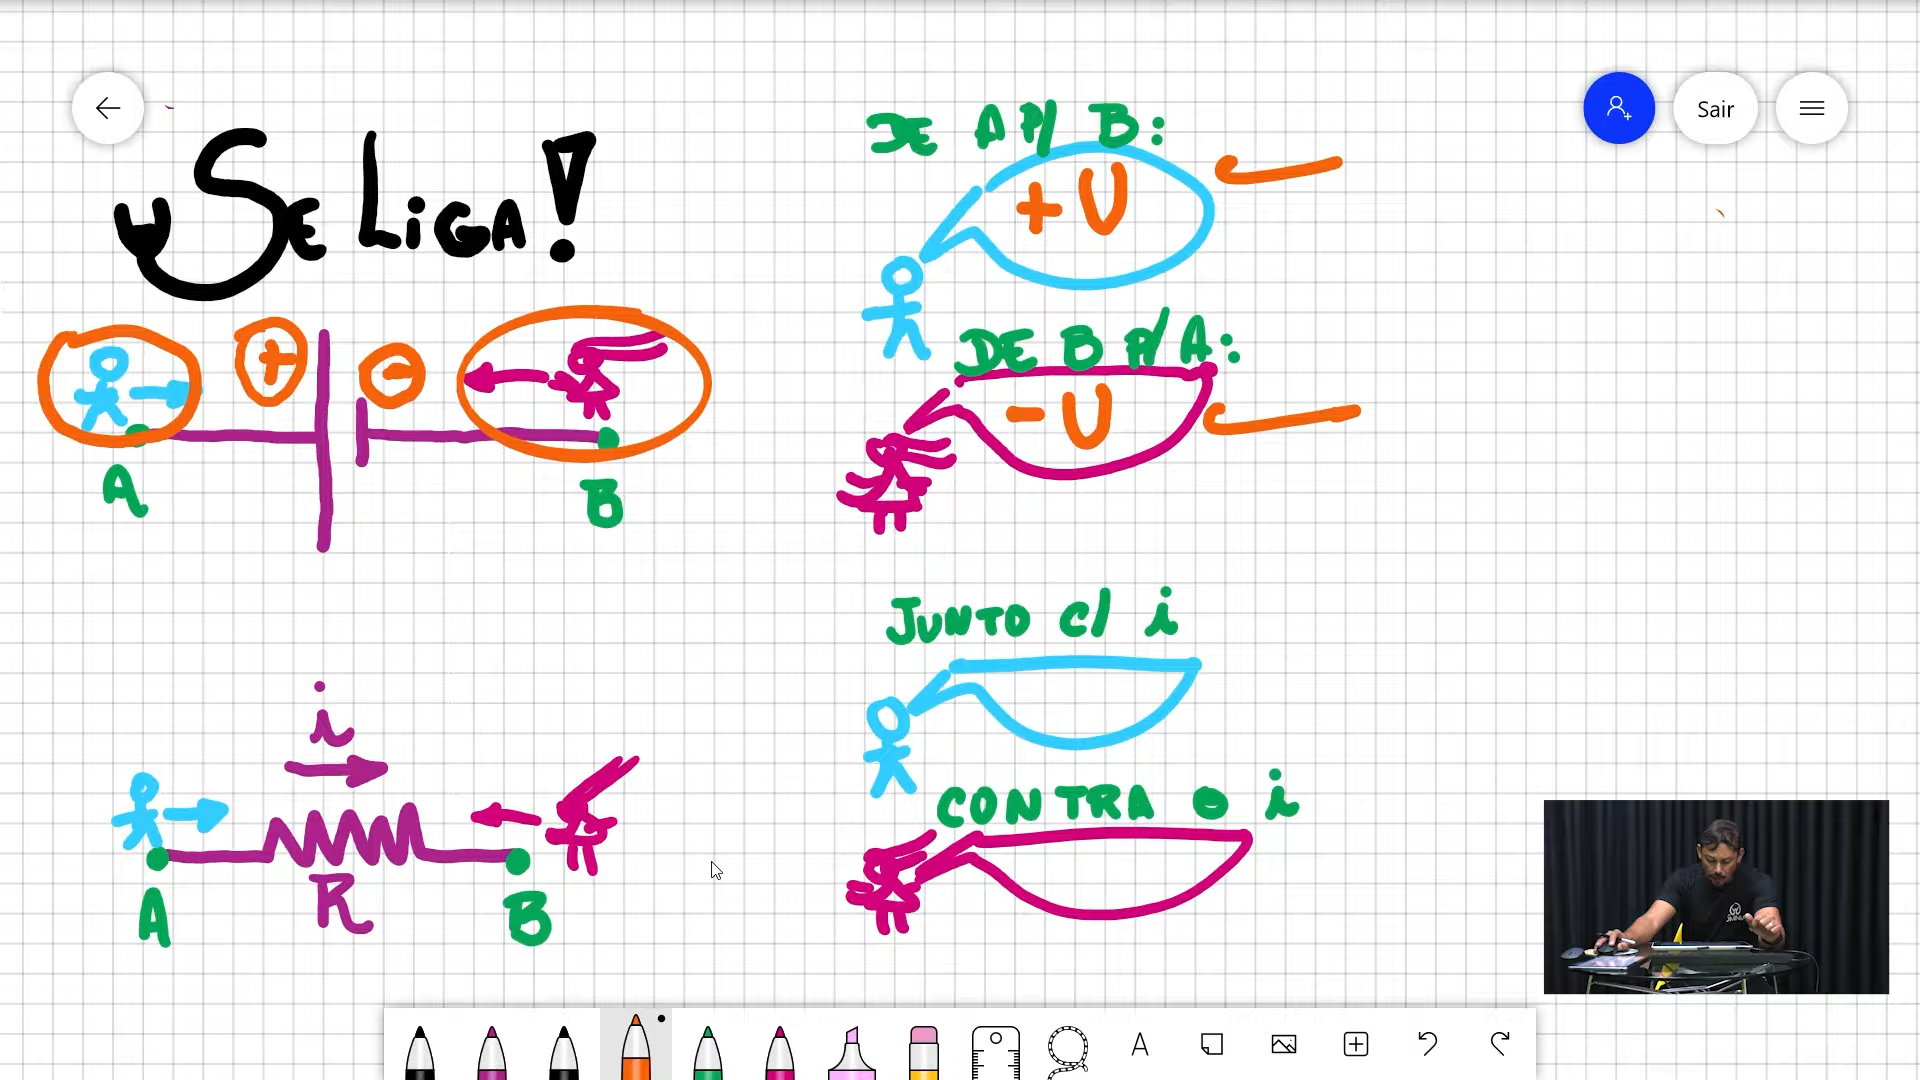 Se Liga!
+
-
A
B
DE A P/ B:
+ U
DE B P/ A:
- U
i
R
A
B
JUNTO C/ i
CONTRA O i
Sair
A